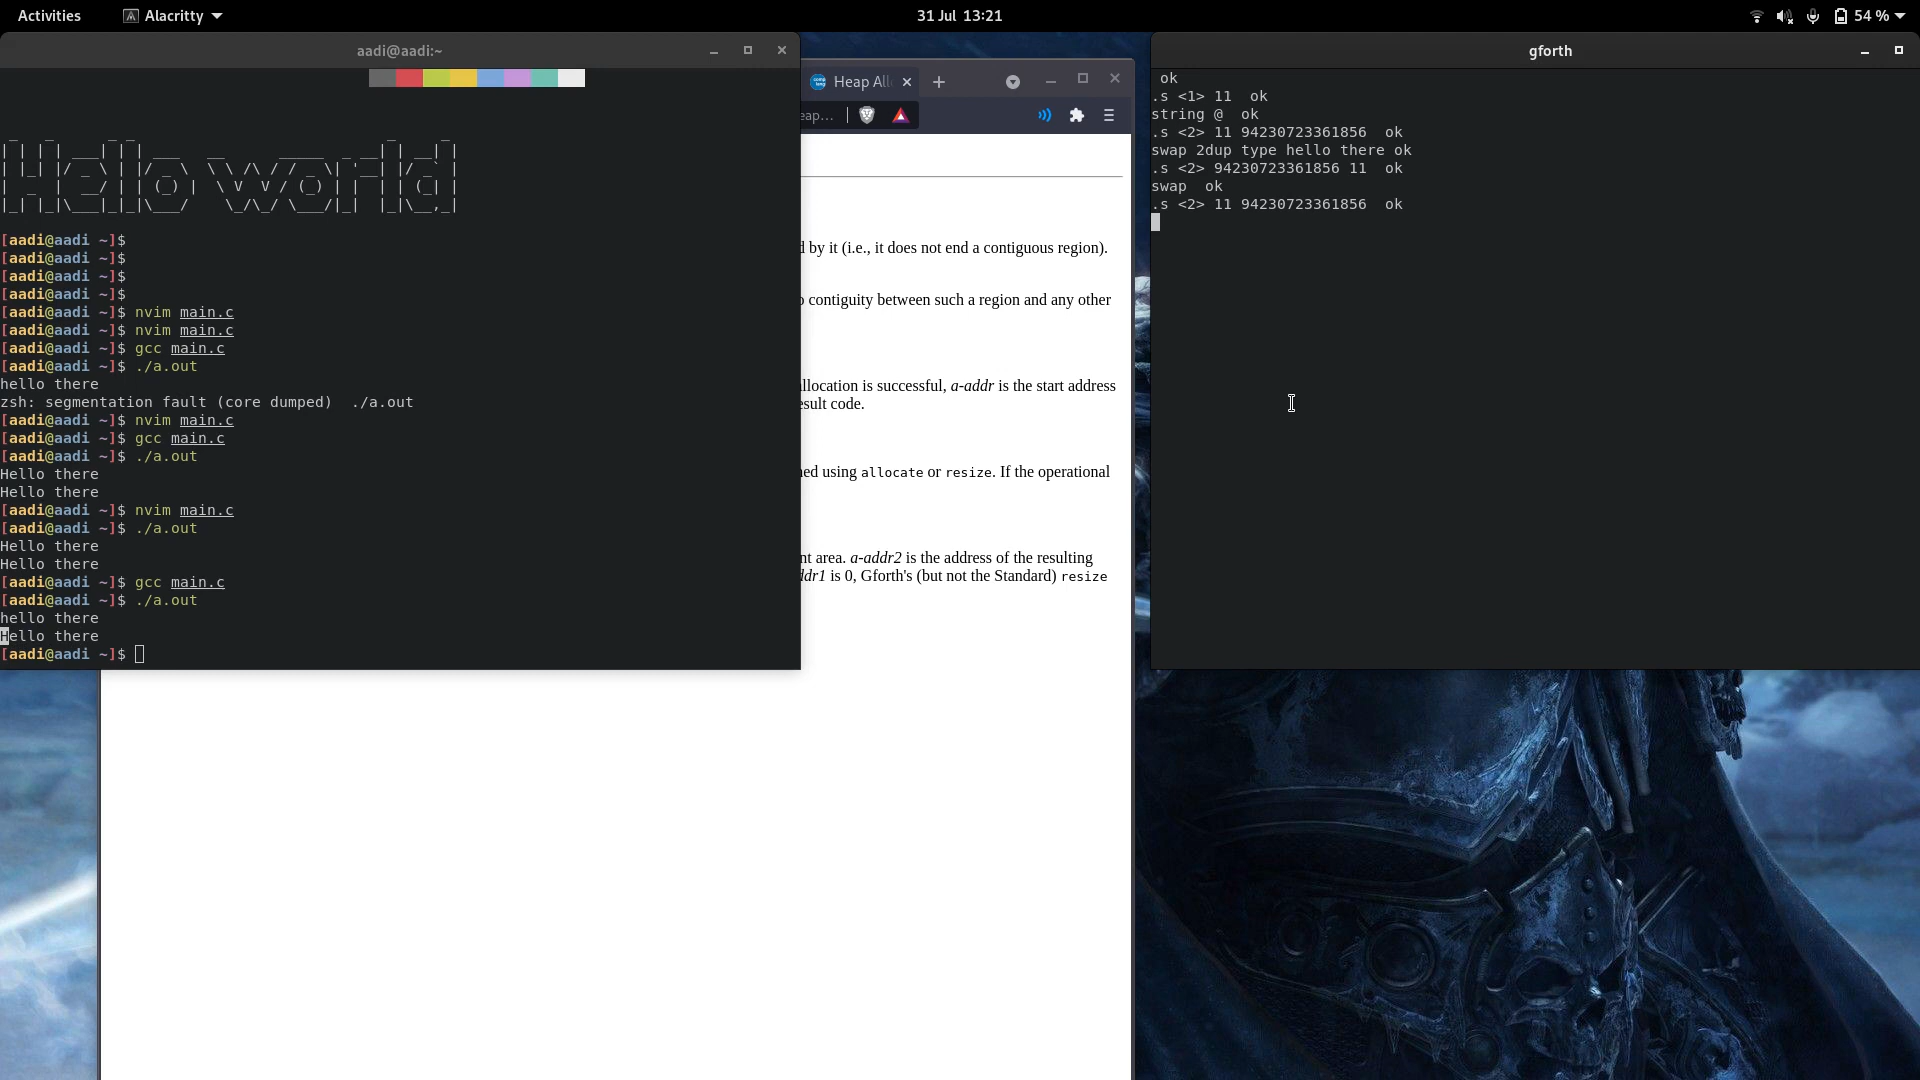 Activities
Alacritty
31 Jul 13:21
54 %
aadi@aadi:~
Hello world
[aadi@aadi ~]$
[aadi@aadi ~]$
[aadi@aadi ~]$
[aadi@aadi ~]$
[aadi@aadi ~]$ nvim main.c
[aadi@aadi ~]$ nvim main.c
[aadi@aadi ~]$ gcc main.c
[aadi@aadi ~]$ ./a.out
hello there
zsh: segmentation fault (core dumped)  ./a.out
[aadi@aadi ~]$ nvim main.c
[aadi@aadi ~]$ gcc main.c
[aadi@aadi ~]$ ./a.out
Hello there
Hello there
[aadi@aadi ~]$ nvim main.c
[aadi@aadi ~]$ ./a.out
Hello there
Hello there
[aadi@aadi ~]$ gcc main.c
[aadi@aadi ~]$ ./a.out
hello there
Hello there
[aadi@aadi ~]$
Heap All
eap...
d by it (i.e., it does not end a contiguous region).
o contiguity between such a region and any other
allocation is successful, a-addr is the start address
esult code.
ned using allocate or resize. If the operational
nt area. a-addr2 is the address of the resulting
ddr1 is 0, Gforth's (but not the Standard) resize
gforth
ok
.s <1> 11  ok
string @  ok
.s <2> 11 94230723361856  ok
swap 2dup type hello there ok
.s <2> 94230723361856 11  ok
swap  ok
.s <2> 11 94230723361856  ok